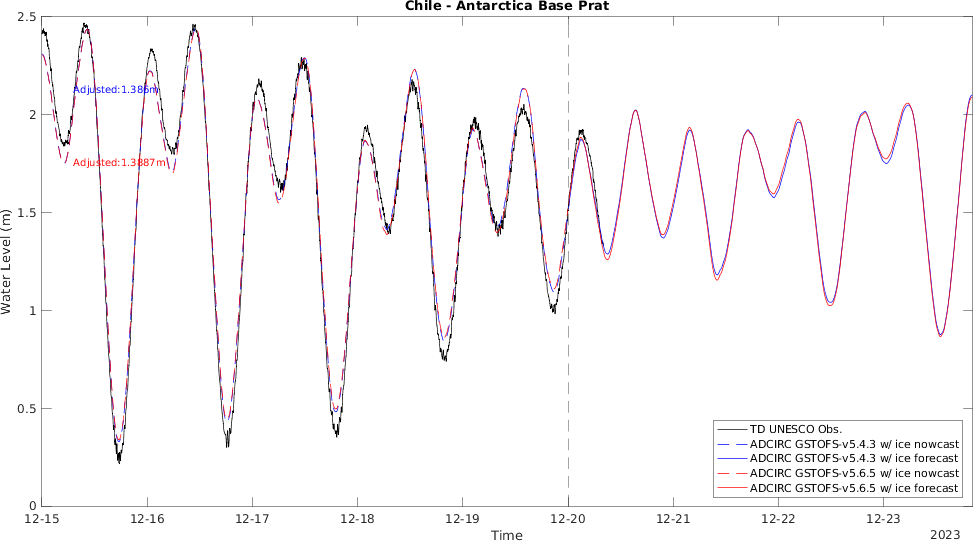 Chile - Antarctica Base Prat
2.5
2
1.5
1
0.5
0
Water Level (m)
Adjusted:1.386m
Adjusted:1.3887m
TD UNESCO Obs.
ADCIRC GSTOFS-v5.4.3 w/ ice nowcast
ADCIRC GSTOFS-v5.4.3 w/ ice forecast
ADCIRC GSTOFS-v5.6.5 w/ ice nowcast
ADCIRC GSTOFS-v5.6.5 w/ ice forecast
12-15 12-16 12-17 12-18 12-19 12-20 12-21 12-22 12-23
Time
2023